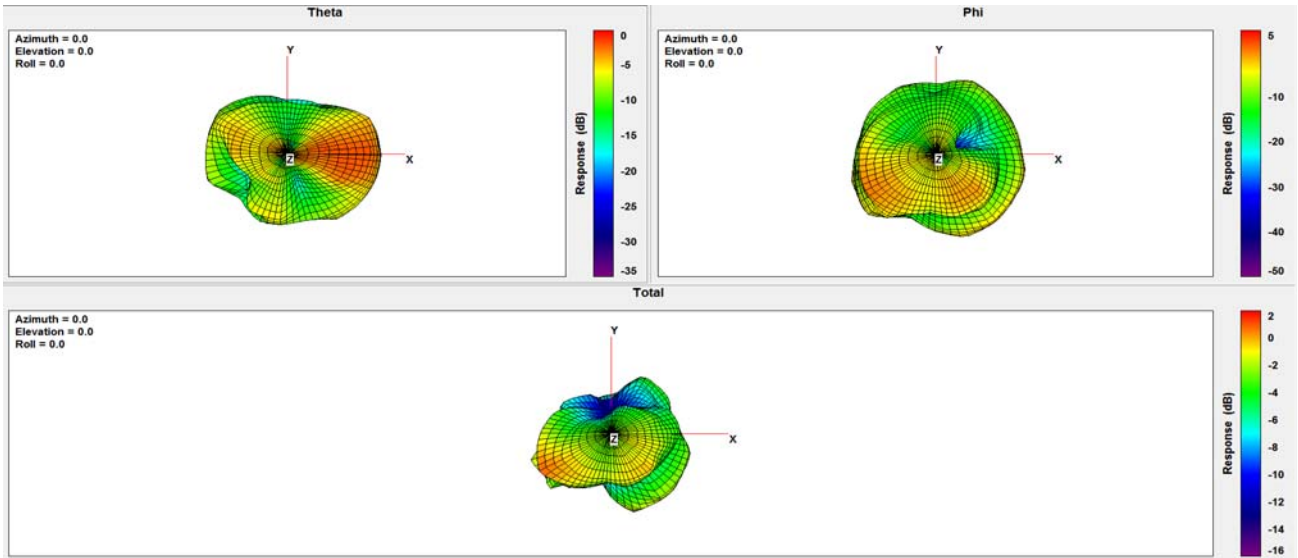 Theta
Azimuth = 0.0
Elevation = 0.0
Roll = 0.0
Y
X
Z
0
-5
-10
-15
-20
-25
-30
-35
Response (dB)
Phi
Azimuth = 0.0
Elevation = 0.0
Roll = 0.0
Y
X
Z
5
-10
-20
-30
-40
-50
Response (dB)
Total
Azimuth = 0.0
Elevation = 0.0
Roll = 0.0
Y
X
Z
2
0
-2
-4
-6
-8
-10
-12
-14
-16
Response (dB)